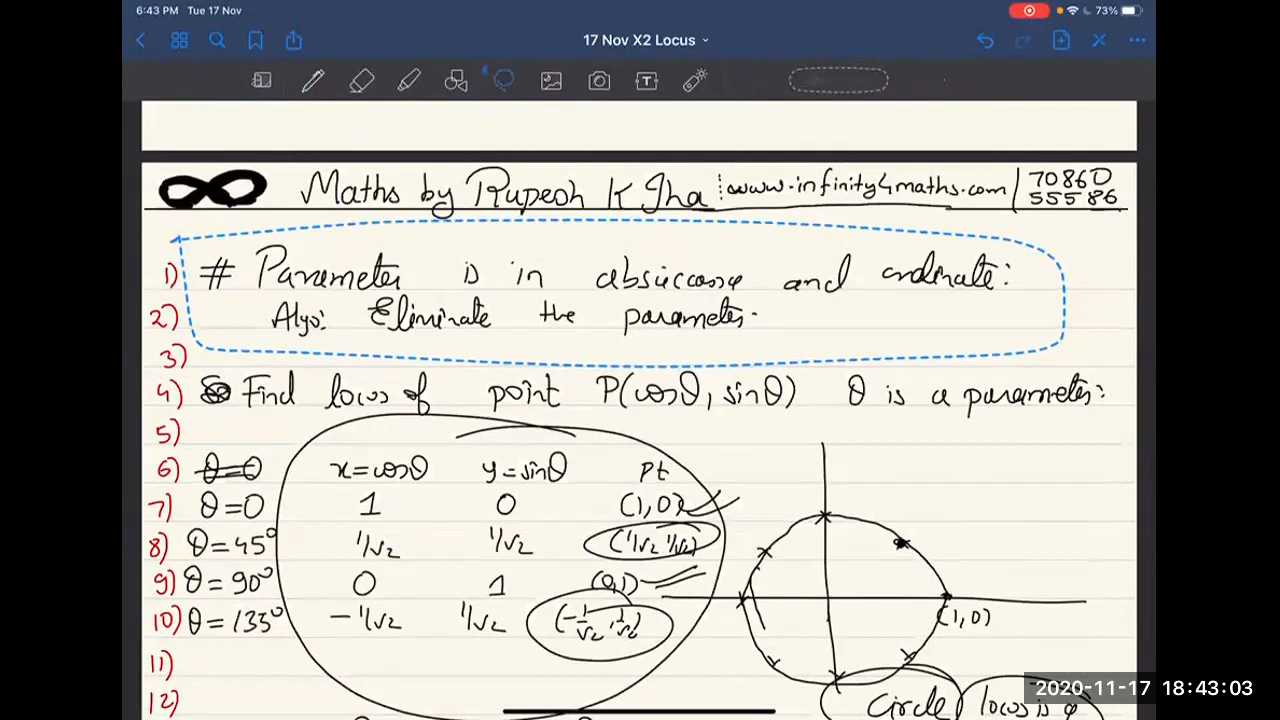 6:43 PM Tue 17 Nov
73%
17 Nov X2 Locus
Maths by Rupesh K Jha www.infinity4maths.com 70860
55586
1) # Parameter is in absiccasse and ordinate:
2) Algo: Eliminate the parameter.
3)
4) Find locus of point P(cosθ, sinθ) θ is a parameter:
5)
6) θ=0 x=cosθ y=sinθ Pt
7) θ=0 1 0 (1,0)
8) θ=45° 1/√2 1/√2 (1/√2 1/√2)
9) θ=90° 0 1 (0,1)
10) θ=135° -1/√2 1/√2 (-1/√2, 1/√2)
(1,0)
11)
12) circle locus is a
2020-11-17 18:43:03